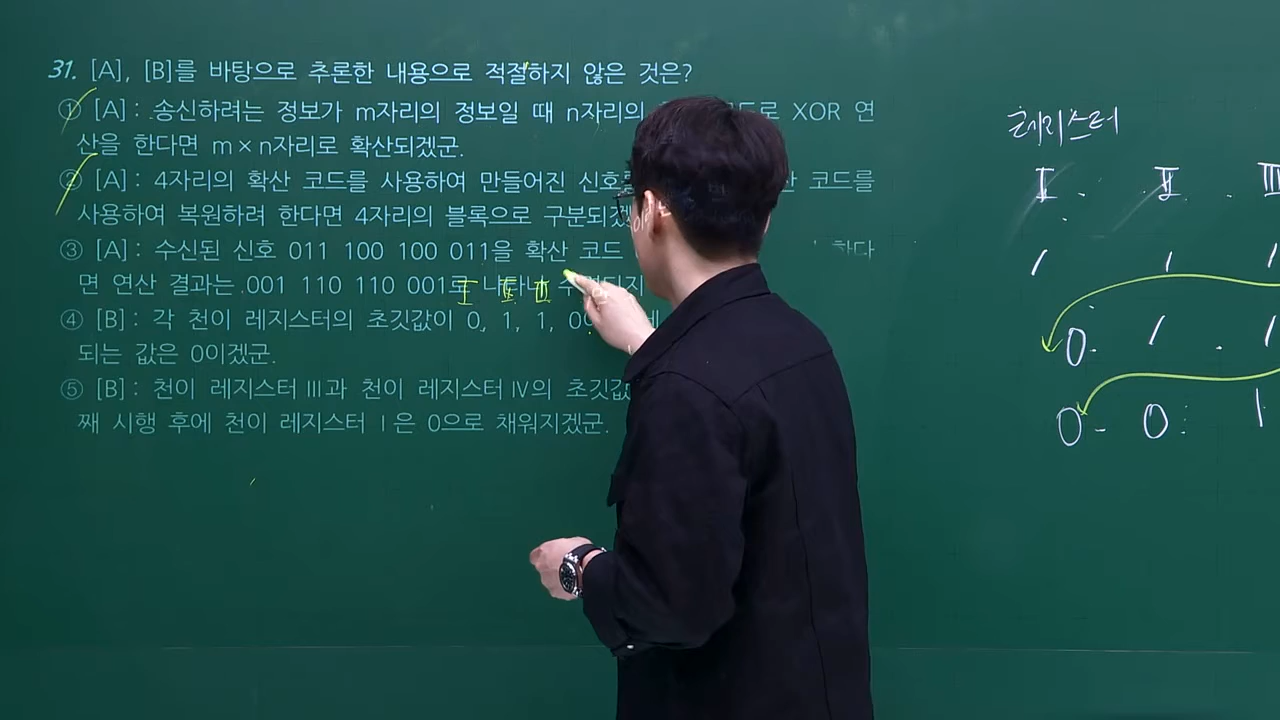 31. [A], [B]를 바탕으로 추론한 내용으로 적절하지 않은 것은?
① [A] : 송신하려는 정보가 m자리의 정보일 때 n자리의 로 XOR 연
산을 한다면 m×n자리로 확산되겠군.
② [A] : 4자리의 확산 코드를 사용하여 만들어진 코드를
사용하여 복원하려 한다면 4자리의 블록으로
③ [A] : 수신된 신호 011 100 100 011을 확산 코드 한다
면 연산 결과는 001 110 110 001로
I II III
④ [B] : 각 천이 레지스터의 초깃값이 0, 1, 1,
되는 값은 0이겠군.
⑤ [B] : 천이 레지스터 III과 천이 레지스터 IV의
째 시행 후에 천이 레지스터 I은 0으로 채워지겠군.
레지스터
I II III
1 1 1
0 1 1
0 0 1